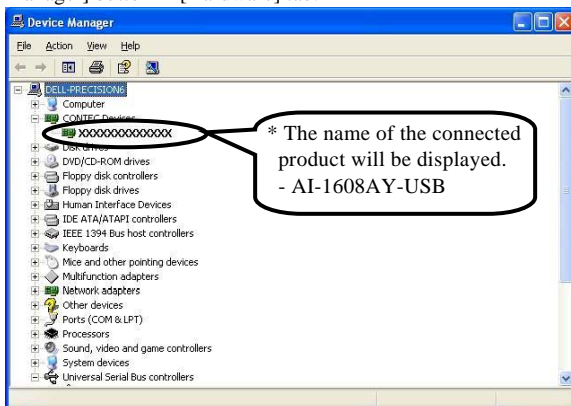 Device Manager
File Action View Help
DELL-PRECISION6
Computer
CONTEC Devices
XXXXXXXXXXXXXX
* The name of the connected
product will be displayed.
- AI-1608AY-USB
Disk drives
DVD/CD-ROM drives
Floppy disk controllers
Floppy disk drives
Human Interface Devices
IDE ATA/ATAPI controllers
IEEE 1394 Bus host controllers
Keyboards
Mice and other pointing devices
Multifunction adapters
Network adapters
Other devices
Ports (COM & LPT)
Processors
Sound, video and game controllers
System devices
Universal Serial Bus controllers